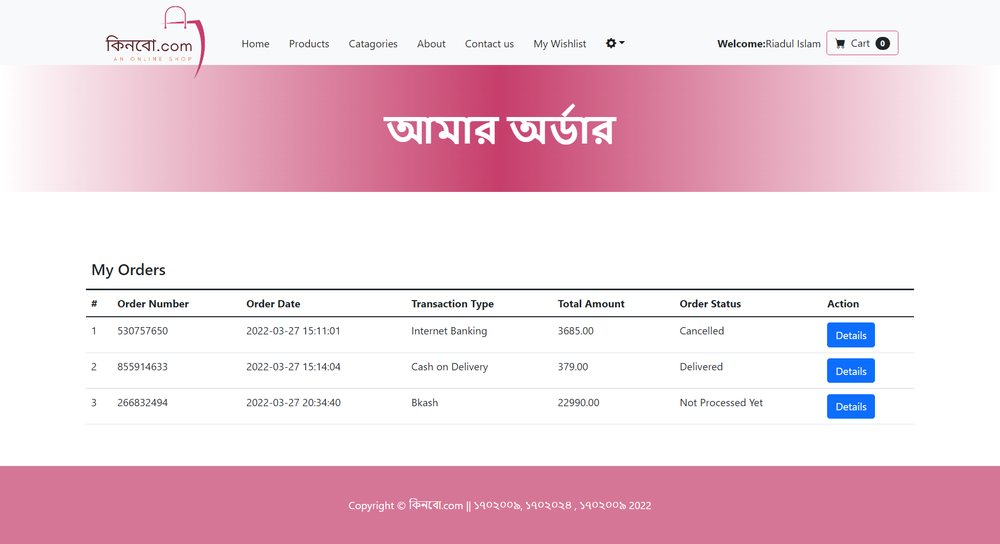 কিনবো.com
AN ONLINE SHOP
Home Products Catagories About Contact us My Wishlist Welcome:Riadul Islam Cart 0
আমার অর্ডার
My Orders
# Order Number Order Date Transaction Type Total Amount Order Status Action
1 530757650 2022-03-27 15:11:01 Internet Banking 3685.00 Cancelled Details
2 855914633 2022-03-27 15:14:04 Cash on Delivery 379.00 Delivered Details
3 266832494 2022-03-27 20:34:40 Bkash 22990.00 Not Processed Yet Details
Copyright © কিনবো.com || ১৭০২০০৯, ১৭০২০২৪ , ১৭০২০০৯ 2022